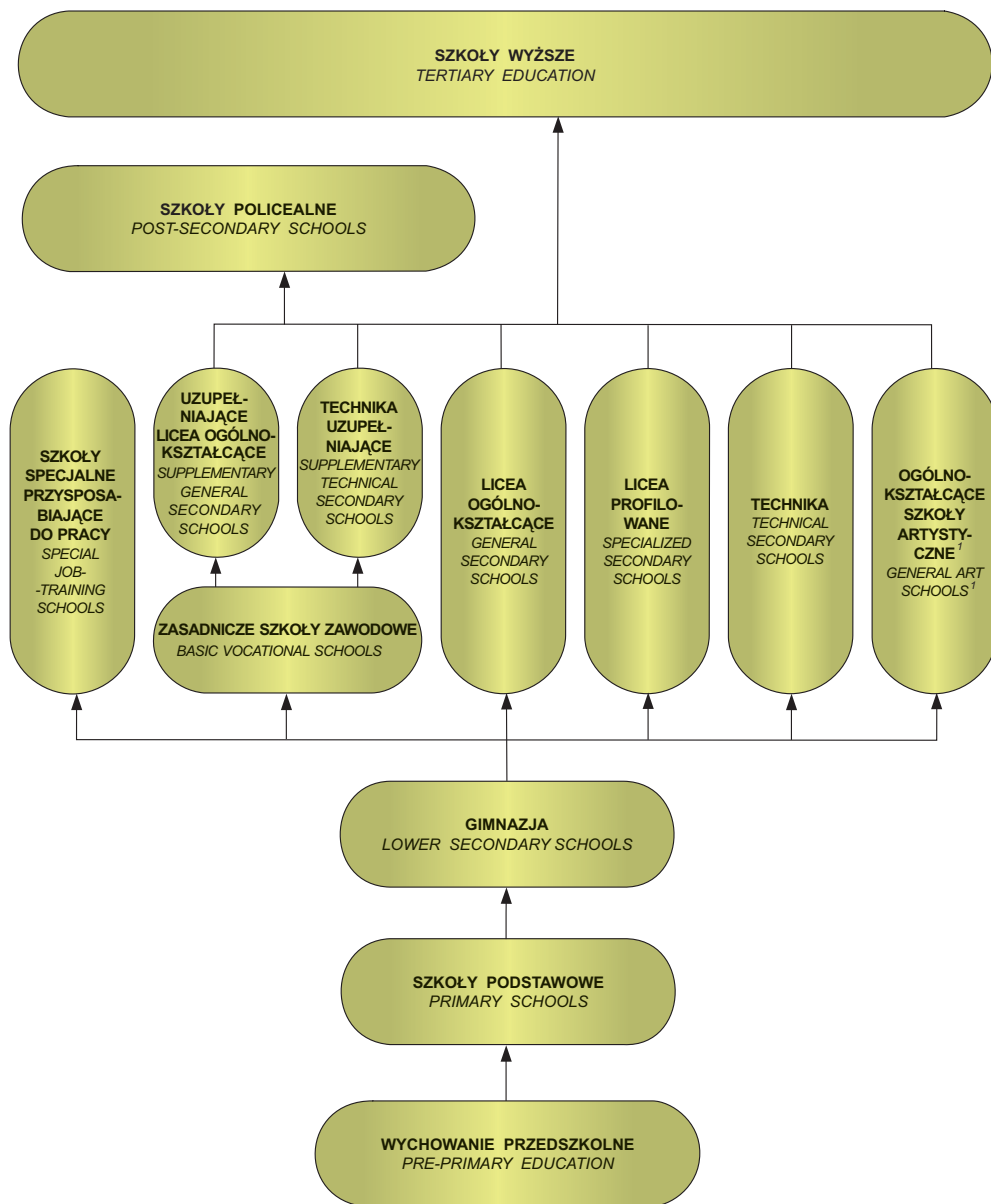 SZKOŁY WYŻSZE
TERTIARY EDUCATION
SZKOŁY POLICEALNE
POST-SECONDARY SCHOOLS
SZKOŁY
SPECJALNE
PRZYSPOSA-
BIAJĄCE
DO PRACY
SPECIAL
JOB-
-TRAINING
SCHOOLS
UZUPEŁ-
NIAJĄCE
LICEA OGÓLNO-
KSZTAŁCĄCE
SUPPLEMENTARY
GENERAL
SECONDARY
SCHOOLS
TECHNIKA
UZUPEŁ-
NIAJĄCE
SUPPLEMENTARY
TECHNICAL
SECONDARY
SCHOOLS
ZASADNICZE SZKOŁY ZAWODOWE
BASIC VOCATIONAL SCHOOLS
LICEA
OGÓLNO-
KSZTAŁCĄCE
GENERAL
SECONDARY
SCHOOLS
LICEA
PROFILO-
WANE
SPECIALIZED
SECONDARY
SCHOOLS
TECHNIKA
TECHNICAL
SECONDARY
SCHOOLS
OGÓLNO-
KSZTAŁCĄCE
SZKOŁY
ARTYSTY-
CZNE¹
GENERAL ART
SCHOOLS¹
GIMNAZJA
LOWER SECONDARY SCHOOLS
SZKOŁY PODSTAWOWE
PRIMARY SCHOOLS
WYCHOWANIE PRZEDSZKOLNE
PRE-PRIMARY EDUCATION